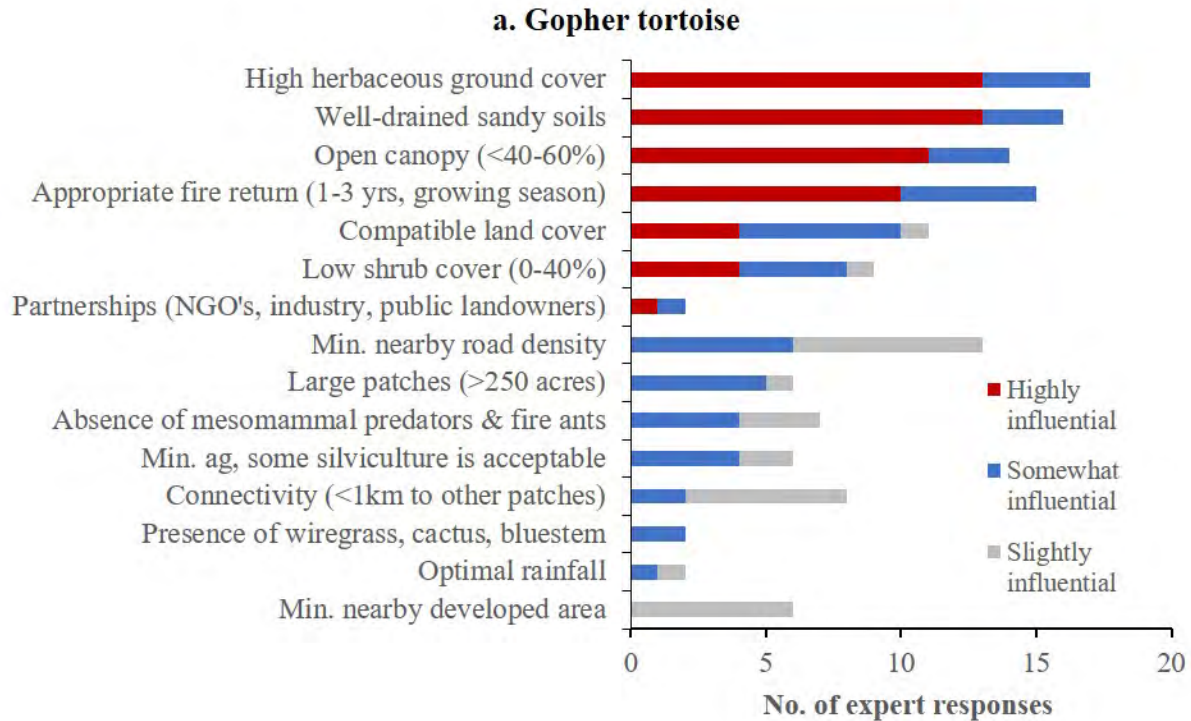 a. Gopher tortoise
High herbaceous ground cover
Well-drained sandy soils
Open canopy (<40-60%)
Appropriate fire return (1-3 yrs, growing season)
Compatible land cover
Low shrub cover (0-40%)
Partnerships (NGO's, industry, public landowners)
Min. nearby road density
Large patches (>250 acres)
Absence of mesomammal predators & fire ants
Min. ag, some silviculture is acceptable
Connectivity (<1km to other patches)
Presence of wiregrass, cactus, bluestem
Optimal rainfall
Min. nearby developed area
Highly
influential
Somewhat
influential
Slightly
influential
0 5 10 15 20
No. of expert responses